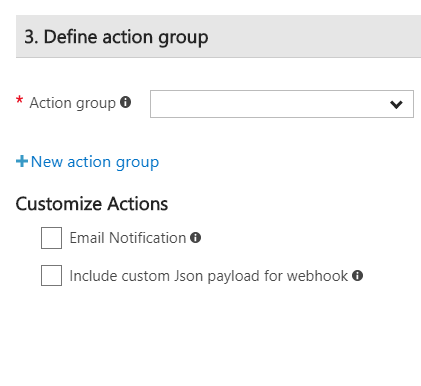 3. Define action group
* Action group
+New action group
Customize Actions
Email Notification
Include custom Json payload for webhook